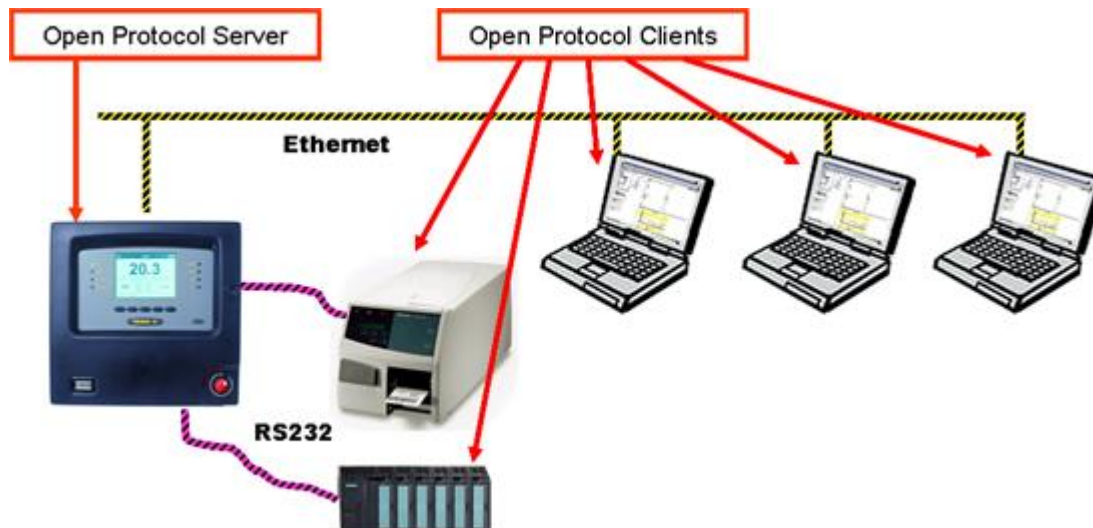 Open Protocol Server
Open Protocol Clients
Ethernet
20.3
RS232